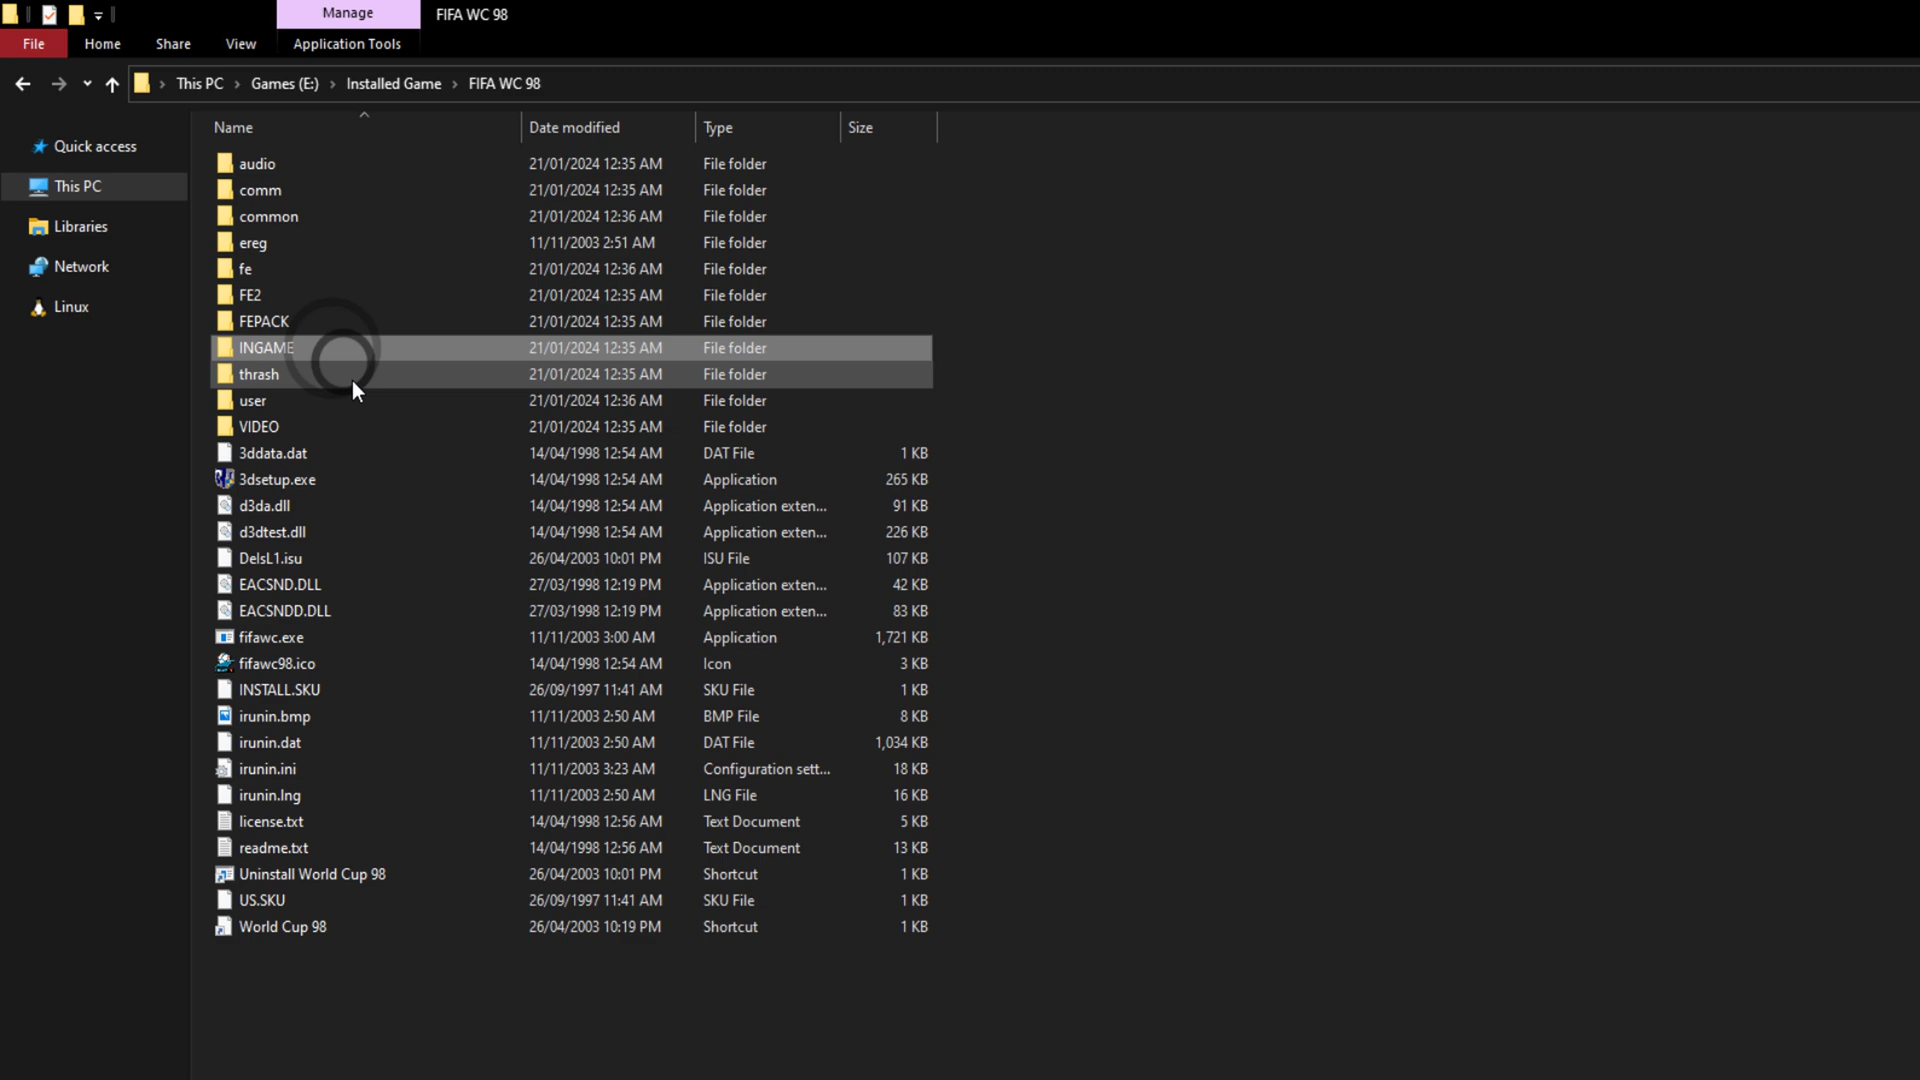 Manage FIFA WC 98
File Home Share View Application Tools
This PC Games (E:) Installed Game FIFA WC 98
Name Date modified Type Size
Quick access
This PC
Libraries
Network
Linux
audio 21/01/2024 12:35 AM File folder
comm 21/01/2024 12:35 AM File folder
common 21/01/2024 12:36 AM File folder
ereg 11/11/2003 2:51 AM File folder
fe 21/01/2024 12:36 AM File folder
FE2 21/01/2024 12:35 AM File folder
FEPACK 21/01/2024 12:35 AM File folder
INGAME 21/01/2024 12:35 AM File folder
thrash 21/01/2024 12:35 AM File folder
user 21/01/2024 12:36 AM File folder
VIDEO 21/01/2024 12:35 AM File folder
3ddata.dat 14/04/1998 12:54 AM DAT File 1 KB
3dsetup.exe 14/04/1998 12:54 AM Application 265 KB
d3da.dll 14/04/1998 12:54 AM Application exten... 91 KB
d3dtest.dll 14/04/1998 12:54 AM Application exten... 226 KB
DelsL1.isu 26/04/2003 10:01 PM ISU File 107 KB
EACSND.DLL 27/03/1998 12:19 PM Application exten... 42 KB
EACSNDD.DLL 27/03/1998 12:19 PM Application exten... 83 KB
fifawc.exe 11/11/2003 3:00 AM Application 1,721 KB
fifawc98.ico 14/04/1998 12:54 AM Icon 3 KB
INSTALL.SKU 26/09/1997 11:41 AM SKU File 1 KB
irunin.bmp 11/11/2003 2:50 AM BMP File 8 KB
irunin.dat 11/11/2003 2:50 AM DAT File 1,034 KB
irunin.ini 11/11/2003 3:23 AM Configuration sett... 18 KB
irunin.lng 11/11/2003 2:50 AM LNG File 16 KB
license.txt 14/04/1998 12:56 AM Text Document 5 KB
readme.txt 14/04/1998 12:56 AM Text Document 13 KB
Uninstall World Cup 98 26/04/2003 10:01 PM Shortcut 1 KB
US.SKU 26/09/1997 11:41 AM SKU File 1 KB
World Cup 98 26/04/2003 10:19 PM Shortcut 1 KB